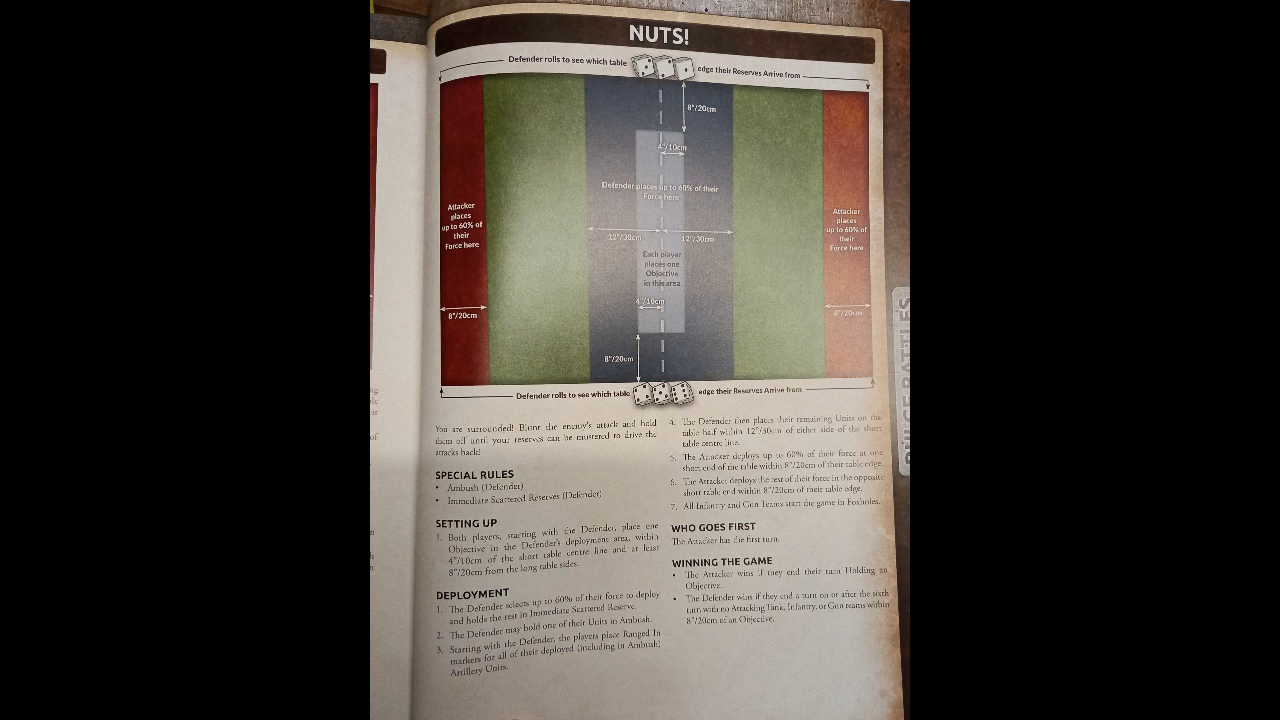 NUTS!
Defender rolls to see which table
edge their Reserves Arrive from
8"/20cm
4"/10cm
Defender places up to 60% of their
Force here
Attacker
places
up to 60% of
their
Force here
Attacker
places
up to 60% of
their
Force here
12"/30cm
12"/30cm
Each player
places one
Objective
in this area
4"/10cm
8"/20cm
8"/20cm
8"/20cm
Defender rolls to see which table
edge their Reserves Arrive from
You are surrounded! Blunt the enemy's attack and hold
them off until your reserves can be mustered to drive the
attacks back!
SPECIAL RULES
• Ambush (Defender)
• Immediate Scattered Reserves (Defender)
SETTING UP
1. Both players, starting with the Defender, place one
Objective in the Defender's deployment area, within
4"/10cm of the short table centre line and at least
8"/20cm from the long table sides.
DEPLOYMENT
1. The Defender selects up to 60% of their force to deploy
and holds the rest in Immediate Scattered Reserve.
2. The Defender may hold one of their Units in Ambush.
3. Starting with the Defender, the players place Ranged In
markers for all of their deployed (including in Ambush)
Artillery Units.
4. The Defender then places their remaining Units on the
table half within 12"/30cm of either side of the short
table centre line.
5. The Attacker deploys up to 60% of their force at one
short end of the table within 8"/20cm of their table edge.
6. The Attacker deploys the rest of their force in the opposite
short table end within 8"/20cm of their table edge.
7. All Infantry and Gun Teams start the game in Foxholes.
WHO GOES FIRST
The Attacker has the first turn.
WINNING THE GAME
• The Attacker wins if they end their turn Holding an
Objective.
• The Defender wins if they end a turn on or after the sixth
turn with no Attacking Tank, Infantry, or Gun teams within
8"/20cm of an Objective.
BATTLES